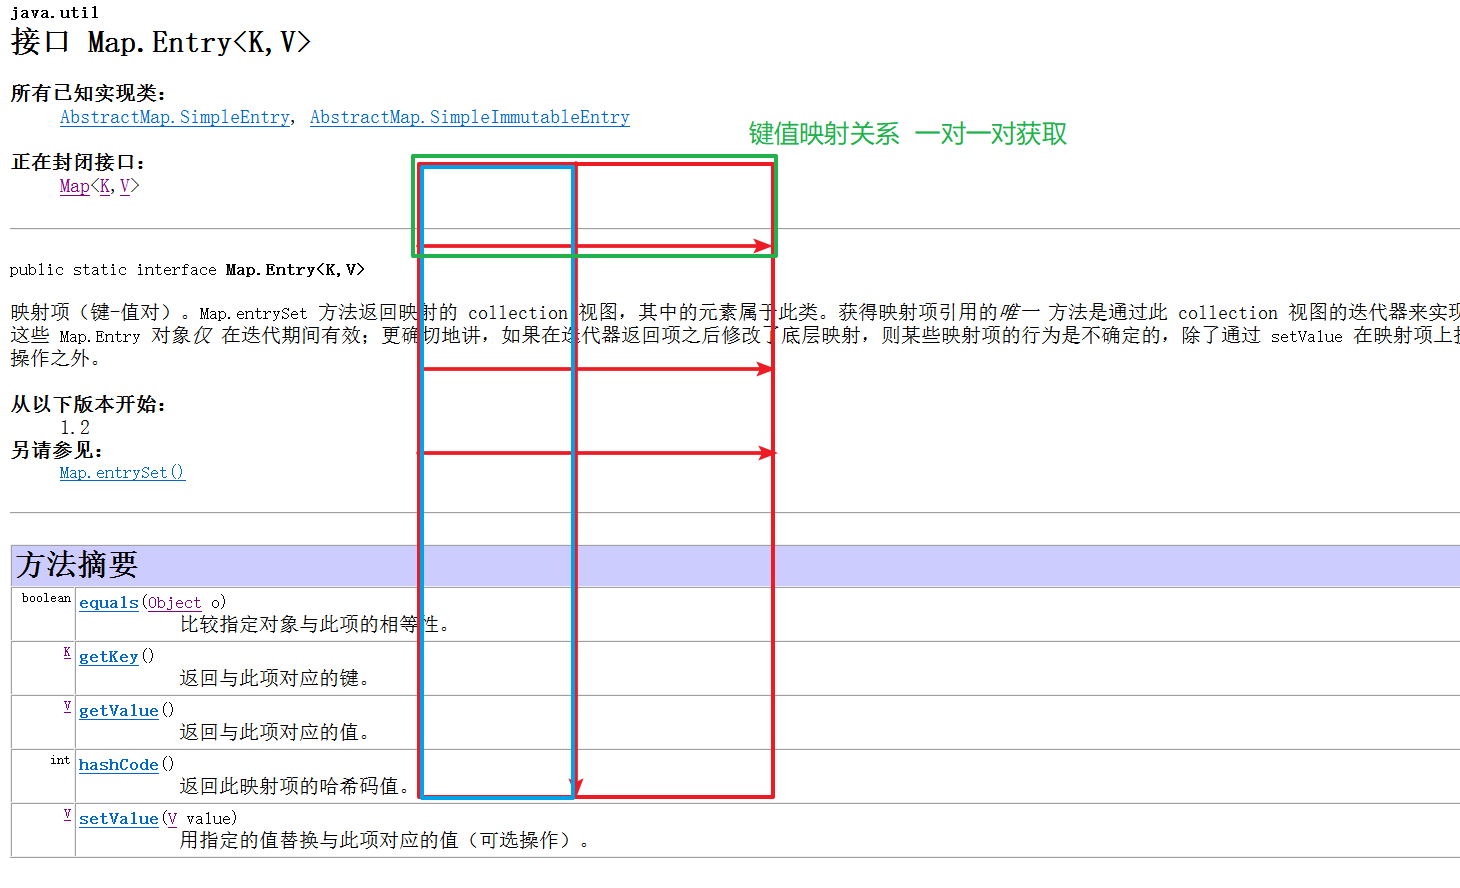 java.util
接口 Map.Entry<K,V>
所有已知实现类：
AbstractMap.SimpleEntry, AbstractMap.SimpleImmutableEntry
键值映射关系 一对一对获取
正在封闭接口：
Map<K,V>
public static interface Map.Entry<K,V>
映射项（键-值对）。Map.entrySet 方法返回映射的 collection 视图，其中的元素属于此类。获得映射项引用的唯一 方法是通过此 collection 视图的迭代器来实现
这些 Map.Entry 对象仅 在迭代期间有效；更确切地讲，如果在迭代器返回项之后修改了底层映射，则某些映射项的行为是不确定的，除了通过 setValue 在映射项上
操作之外。
从以下版本开始：
1.2
另请参见：
Map.entrySet()
方法摘要
boolean equals(Object o)
比较指定对象与此项的相等性。
K getKey()
返回与此项对应的键。
V getValue()
返回与此项对应的值。
int hashCode()
返回此映射项的哈希码值。
V setValue(V value)
用指定的值替换与此项对应的值（可选操作）。